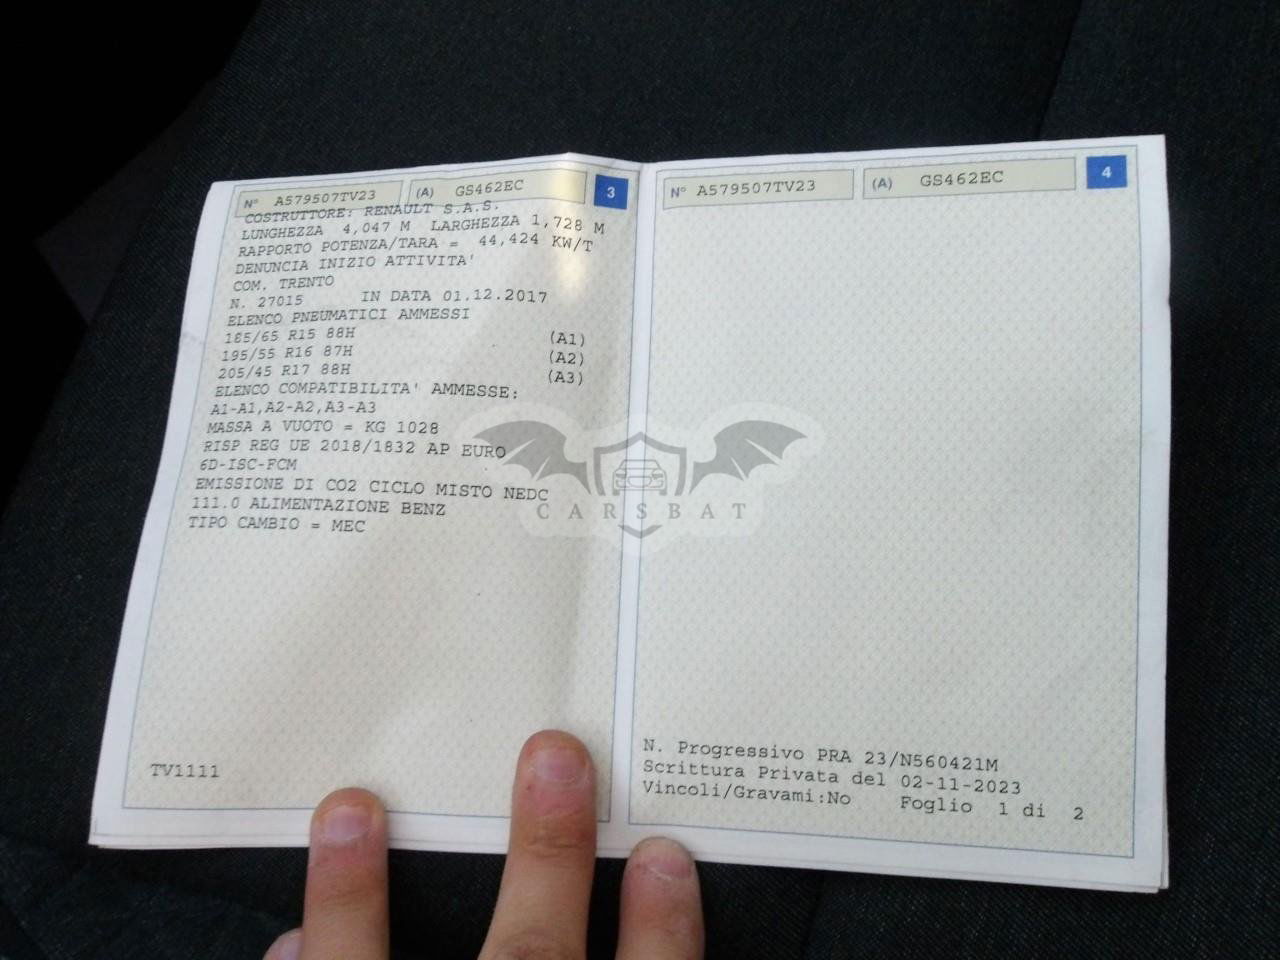 N° A579507TV23 (A) GS462EC 3
COSTRUTTORE: RENAULT S.A.S.
LUNGHEZZA 4,047 M LARGHEZZA 1,728 M
RAPPORTO POTENZA/TARA = 44,424 KW/T
DENUNCIA INIZIO ATTIVITA'
COM. TRENTO
N. 27015 IN DATA 01.12.2017
ELENCO PNEUMATICI AMMESSI
185/65 R15 88H (A1)
195/55 R16 87H (A2)
205/45 R17 88H (A3)
ELENCO COMPATIBILITA' AMMESSE:
A1-A1,A2-A2,A3-A3
MASSA A VUOTO = KG 1028
RISP REG UE 2018/1832 AP EURO
6D-ISC-FCM
EMISSIONE DI CO2 CICLO MISTO NEDC
111.0 ALIMENTAZIONE BENZ
TIPO CAMBIO = MEC
TV1111
N° A579507TV23 (A) GS462EC 4
N. Progressivo PRA 23/N560421M
Scrittura Privata del 02-11-2023
Vincoli/Gravami:No Foglio 1 di 2
CARSBAT